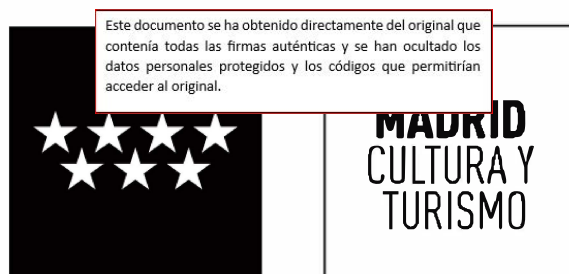 Este documento se ha obtenido directamente del original que
contenía todas las firmas auténticas y se han ocultado los
datos personales protegidos y los códigos que permitirían
acceder al original.
MADRID
CULTURA Y
TURISMO